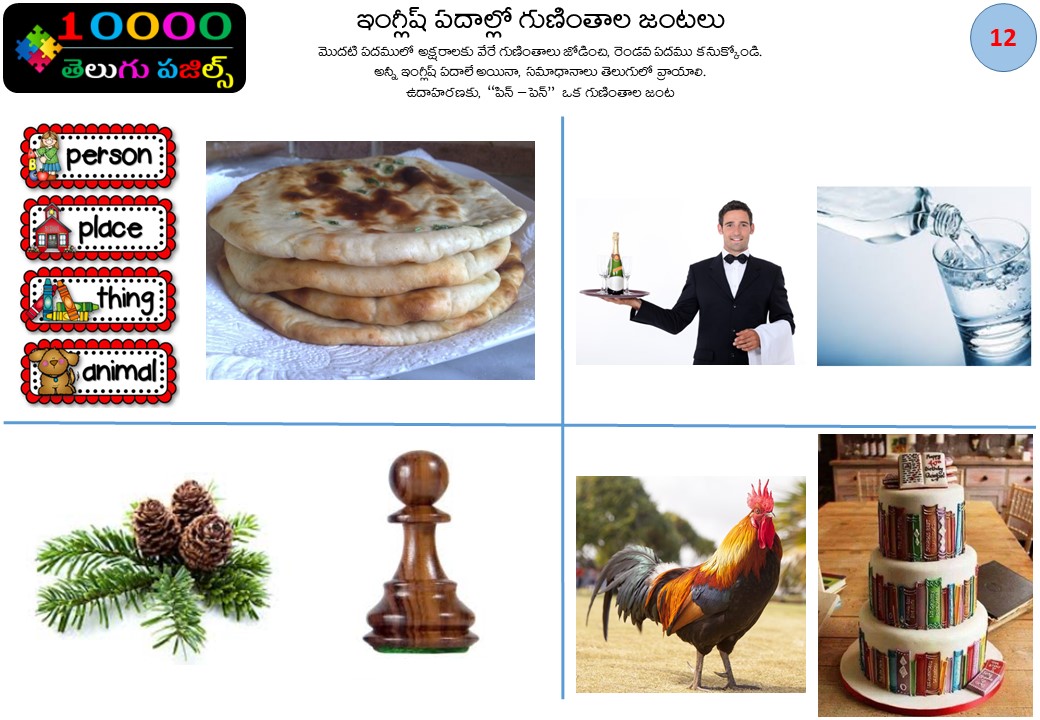 10000
తెలుగు పజిల్స్
ఇంగ్లీష్ పదాల్లో గుణింతాల జంటలు
మొదటి పదములో అక్షరాలకు వేరే గుణింతాలు జోడించి, రెండవ పదము కనుక్కోండి.
అన్నీ ఇంగ్లీష్ పదాలే అయినా, సమాధానాలు తెలుగులో వ్రాయాలి.
ఉదాహరణకు, “పిన్ – పెన్” ఒక గుణింతాల జంట
12
person
place
thing
animal